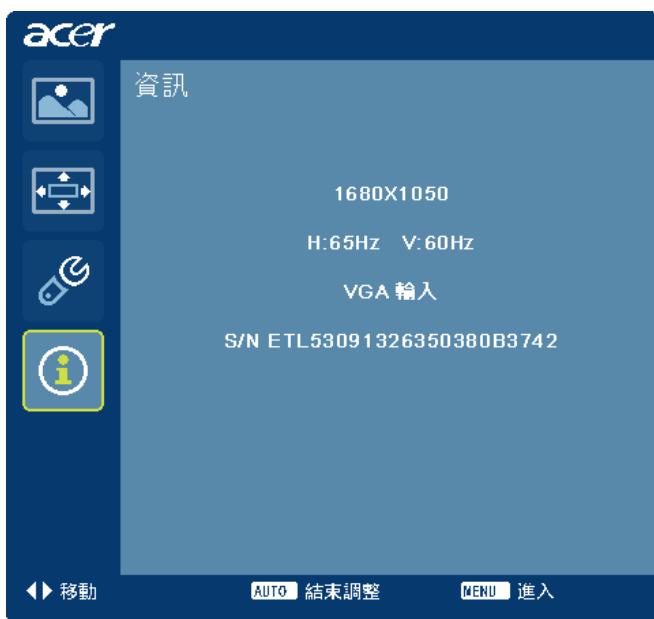 acer
資訊
1680X1050
H:65Hz V:60Hz
VGA 輸入
S/N ETL53091326350380B3742
移動 AUTO 結束調整 MENU 進入